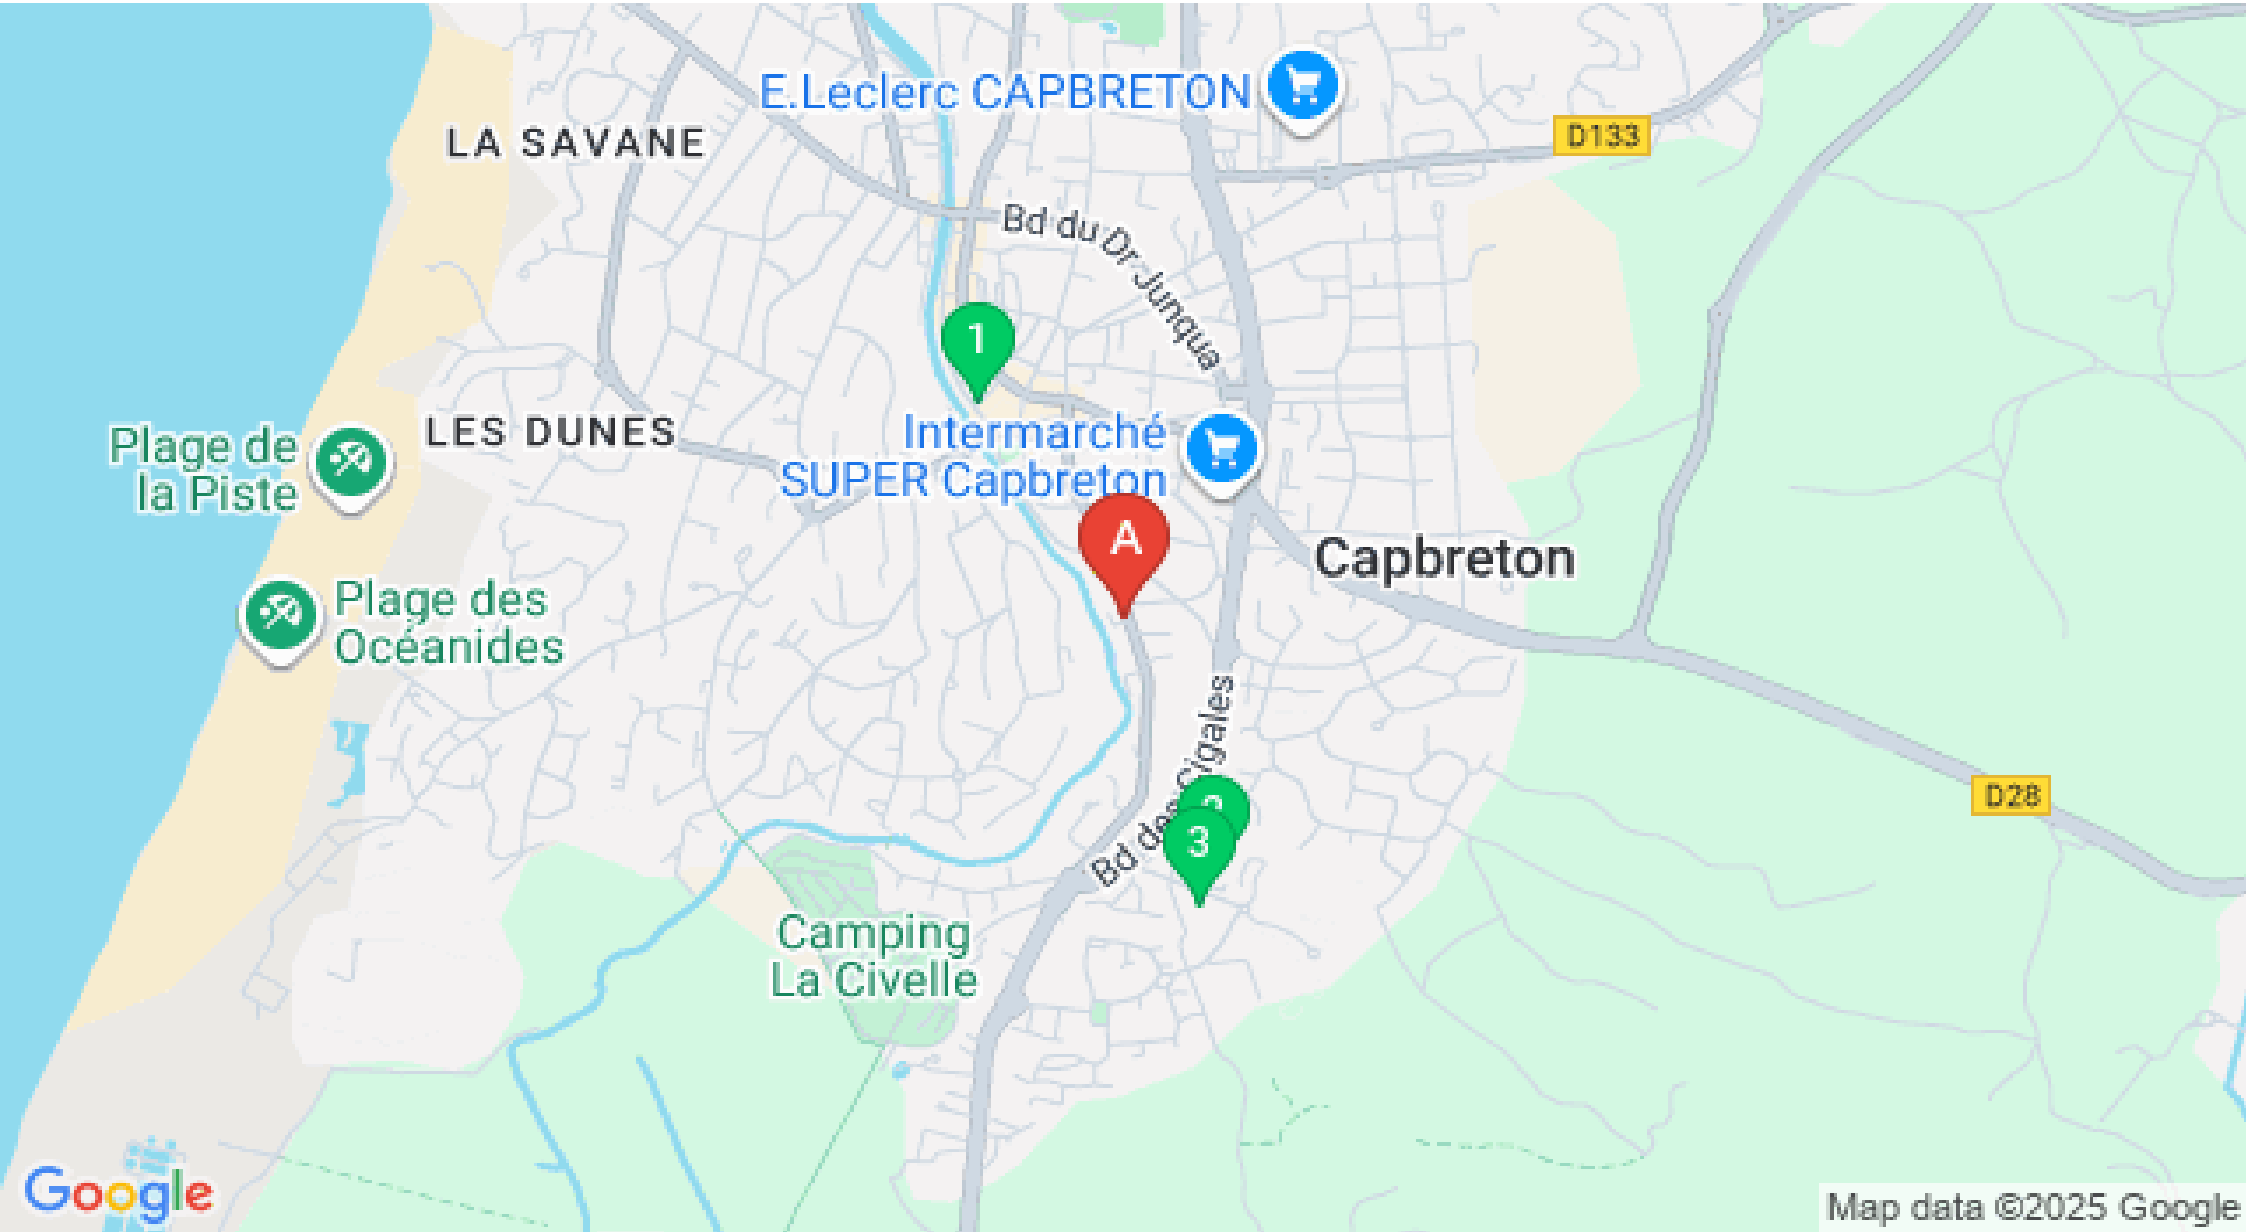 E.Leclerc CAPBRETON
D133
LA SAVANE
Bd du Dr Junqua
1
Plage de
la Piste
LES DUNES
Intermarché
SUPER Capbreton
A
Capbreton
Plage des
Océanides
Bd des Cigales
D28
2
3
Camping
La Civelle
Google
Map data ©2025 Google